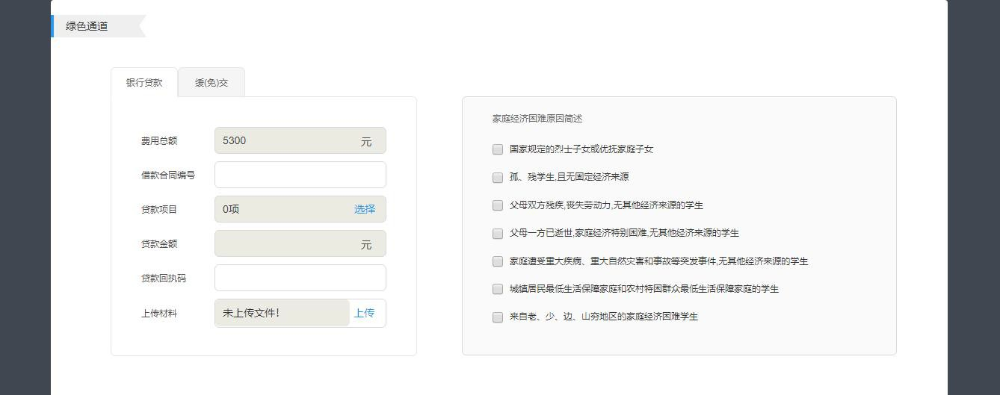 绿色通道
银行贷款
缓(免)交
费用总额
5300
元
借款合同编号
贷款项目
0项
选择
贷款金额
元
贷款回执码
上传材料
未上传文件!
上传
家庭经济困难原因简述
国家规定的烈士子女或优抚家庭子女
孤、残学生,且无固定经济来源
父母双方残疾,丧失劳动力,无其他经济来源的学生
父母一方已逝世,家庭经济特别困难,无其他经济来源的学生
家庭遭受重大疾病、重大自然灾害和事故等突发事件,无其他经济来源的学生
城镇居民最低生活保障家庭和农村特困群众最低生活保障家庭的学生
来自老、少、边、山穷地区的家庭经济困难学生